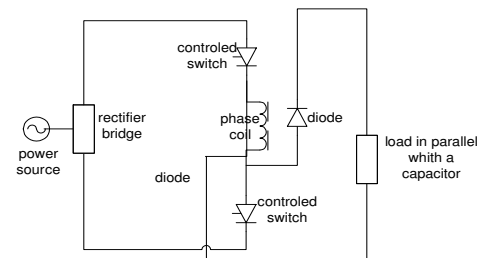 controled
switch
phase
coil
diode
rectifier
bridge
power
source
load in parallel
whith a
capacitor
diode
controled
switch